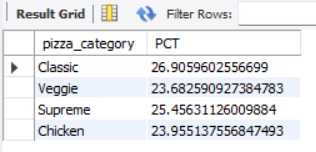 Result Grid Filter Rows:
pizza_category PCT
Classic 26.9059602556699
Veggie 23.682590927384783
Supreme 25.45631126009884
Chicken 23.955137556847493